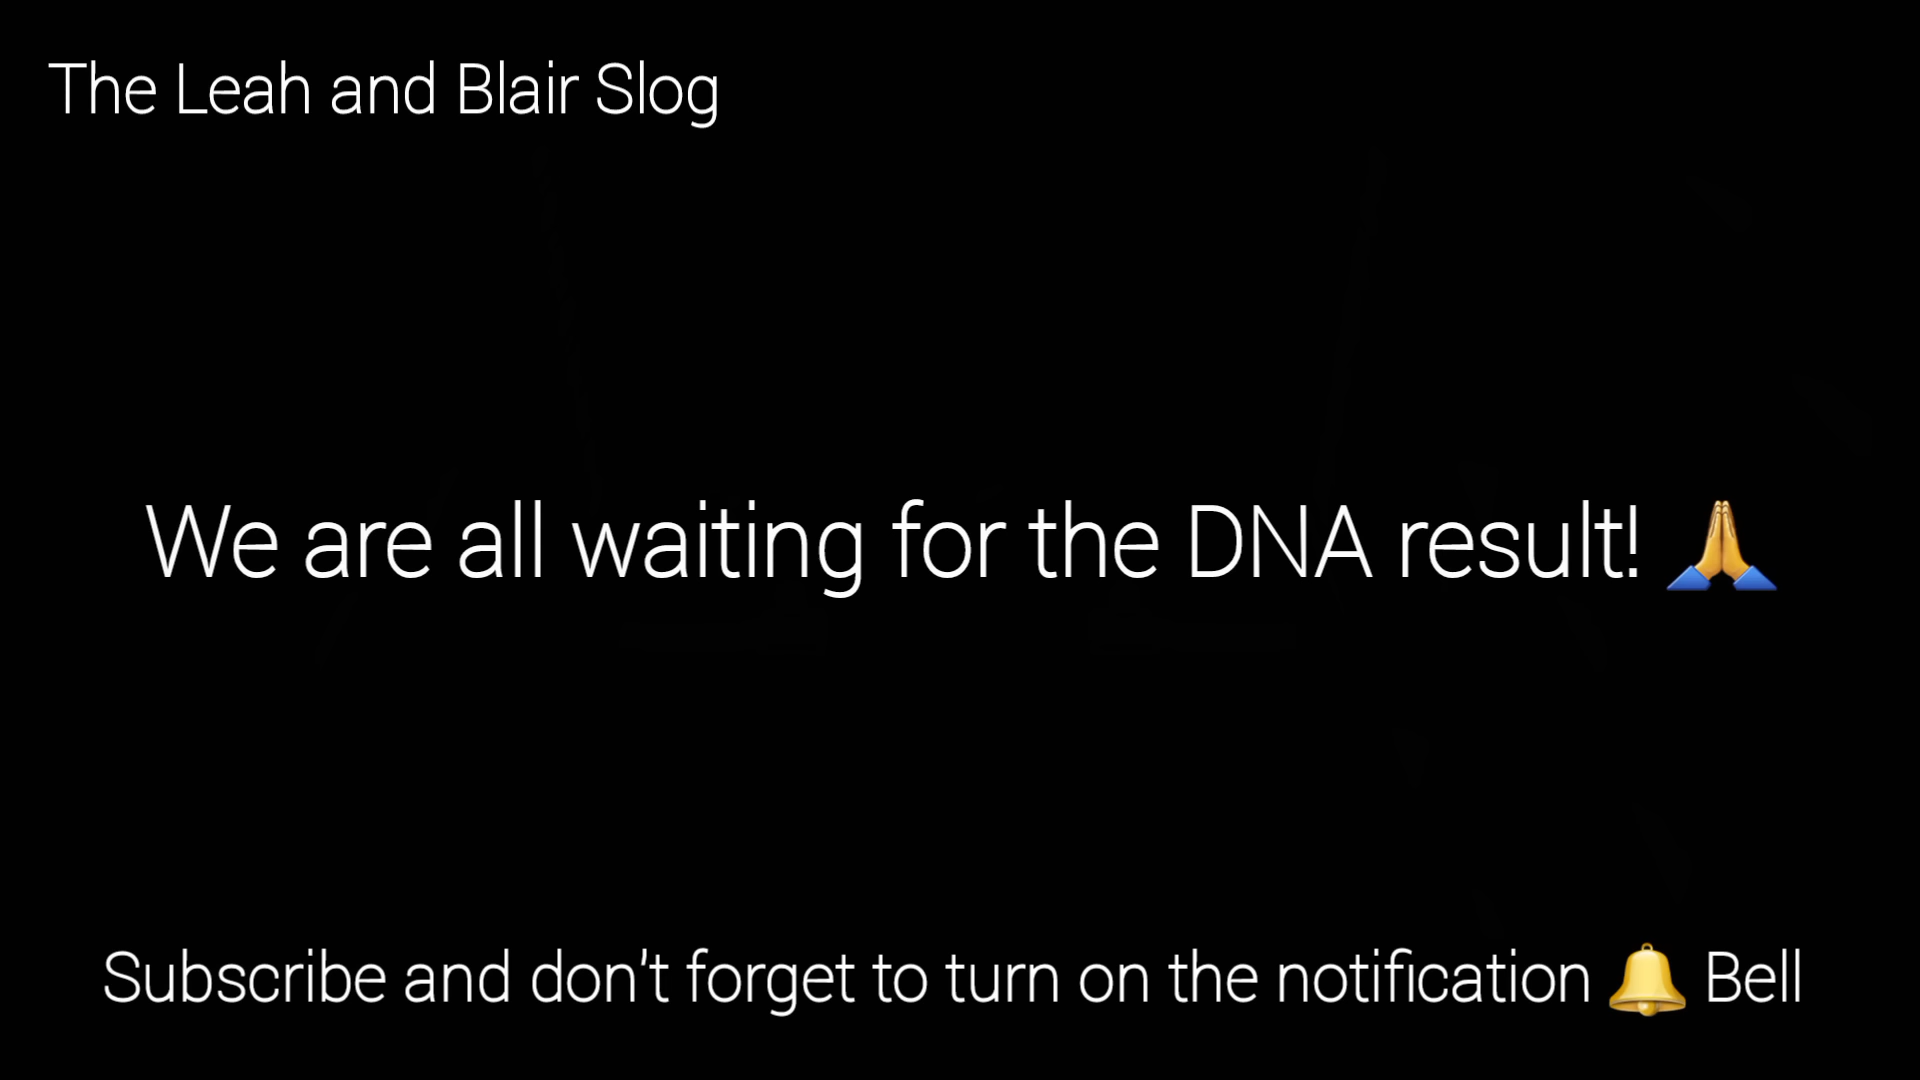 The Leah and Blair Slog
We are all waiting for the DNA result! 🙏
Subscribe and don't forget to turn on the notification 🔔 Bell